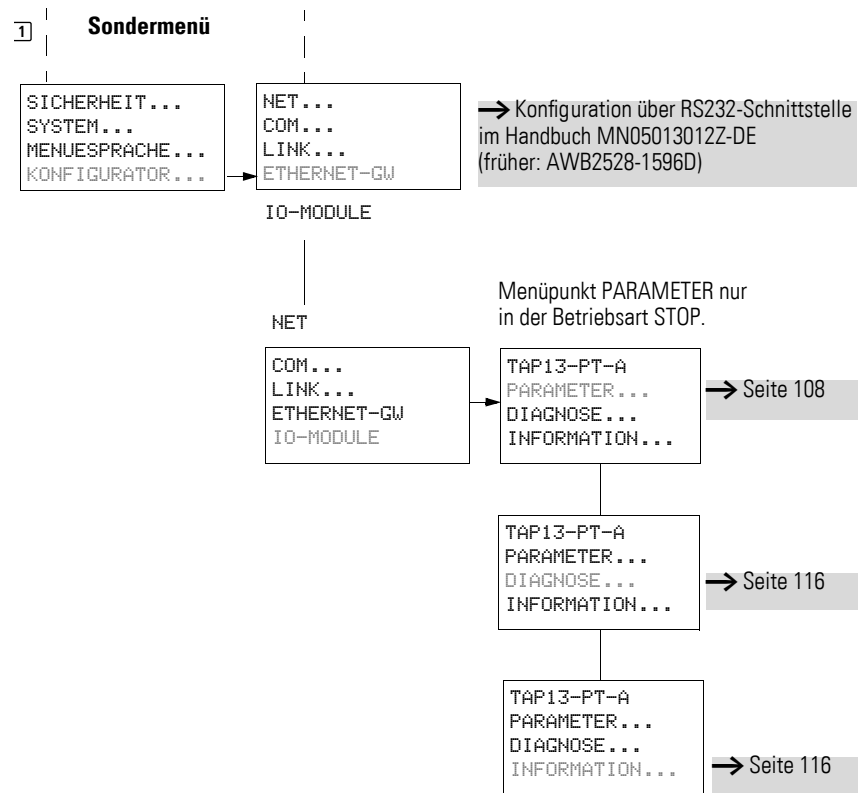 1
Sondermenü
SICHERHEIT...
SYSTEM...
MENUESPRACHE...
KONFIGURATOR...
NET...
COM...
LINK...
ETHERNET-GW
IO-MODULE
→ Konfiguration über RS232-Schnittstelle
im Handbuch MN05013012Z-DE
(früher: AWB2528-1596D)
Menüpunkt PARAMETER nur
in der Betriebsart STOP.
NET
COM...
LINK...
ETHERNET-GW
IO-MODULE
TAP13-PT-A
PARAMETER...
DIAGNOSE...
INFORMATION...
→ Seite 108
TAP13-PT-A
PARAMETER...
DIAGNOSE...
INFORMATION...
→ Seite 116
TAP13-PT-A
PARAMETER...
DIAGNOSE...
INFORMATION...
→ Seite 116